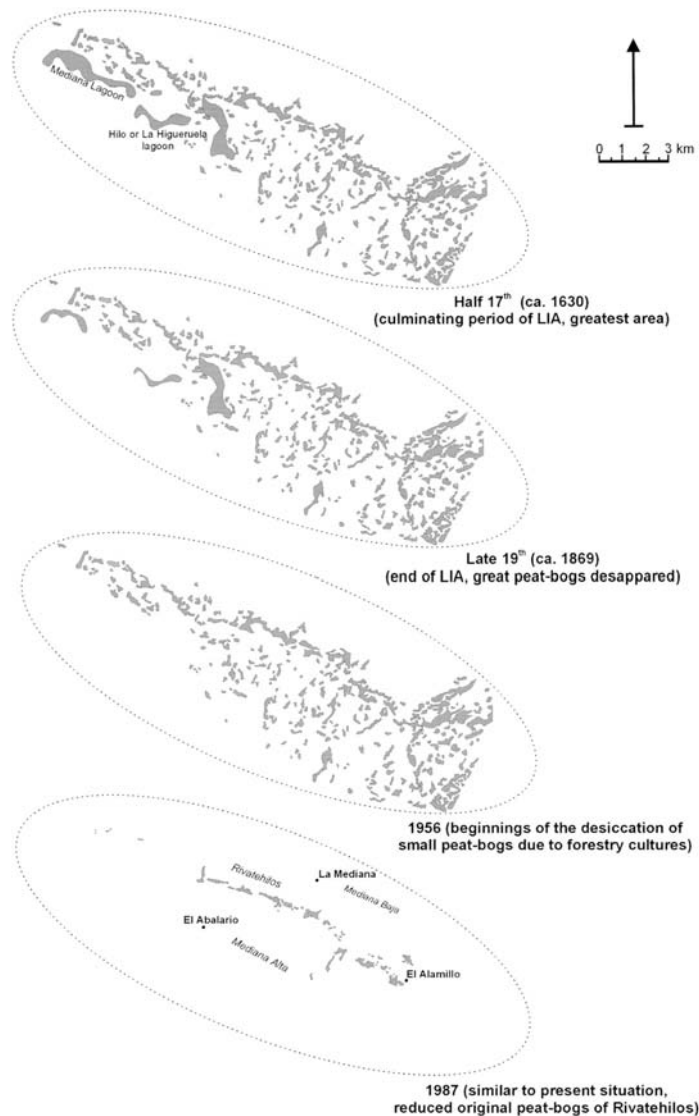 Mediana Lagoon
Hilo or La Higueruela
lagoon
0 1 2 3 km
Half 17th (ca. 1630)
(culminating period of LIA, greatest area)
Late 19th (ca. 1869)
(end of LIA, great peat-bogs desappared)
1956 (beginnings of the desiccation of
small peat-bogs due to forestry cultures)
Rivatehilos
La Mediana
Mediana Baja
El Abalario
Mediana Alta
El Alamillo
1987 (similar to present situation,
reduced original peat-bogs of Rivatehilos)